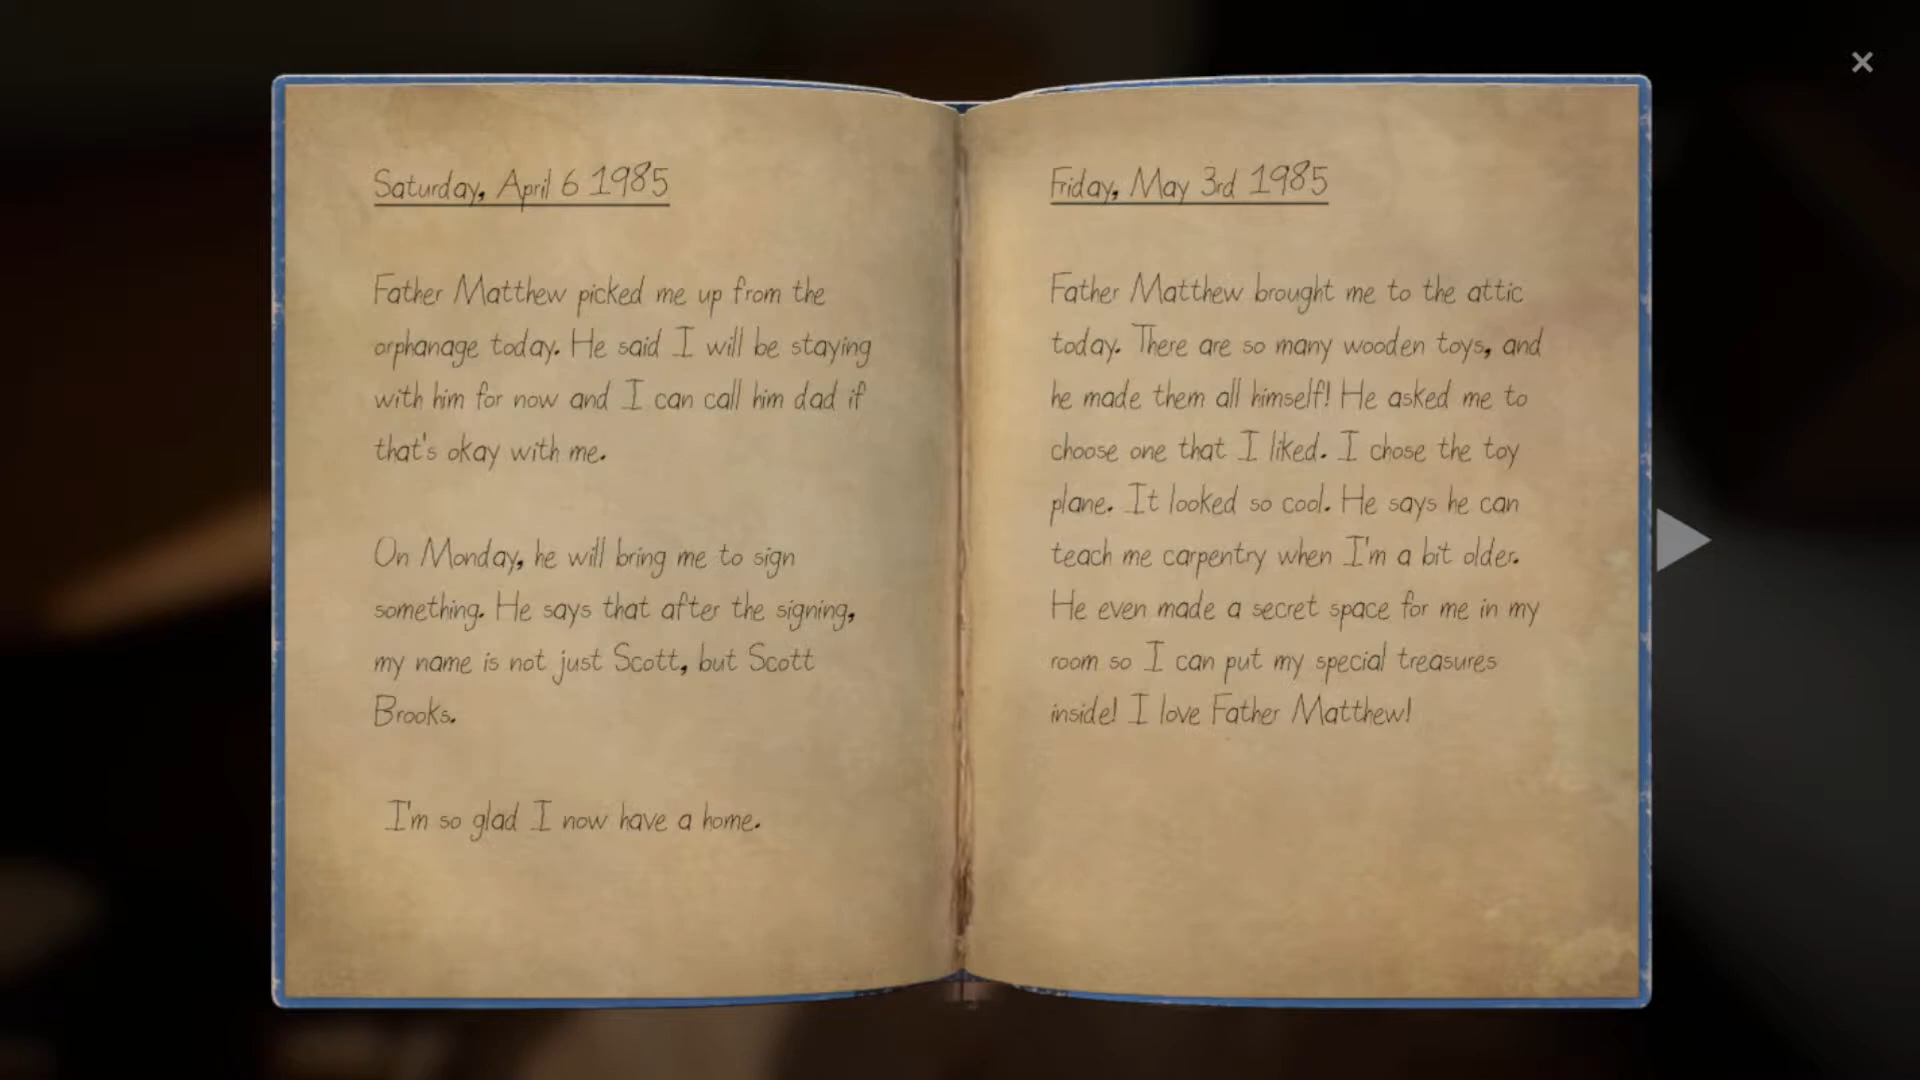 Saturday, April 6 1985
Father Matthew picked me up from the
orphanage today. He said I will be staying
with him for now and I can call him dad if
that's okay with me.
On Monday, he will bring me to sign
something. He says that after the signing,
my name is not just Scott, but Scott
Brooks.
I'm so glad I now have a home.
Friday, May 3rd 1985
Father Matthew brought me to the attic
today. There are so many wooden toys, and
he made them all himself! He asked me to
choose one that I liked. I chose the toy
plane. It looked so cool. He says he can
teach me carpentry when I'm a bit older.
He even made a secret space for me in my
room so I can put my special treasures
inside! I love Father Matthew!